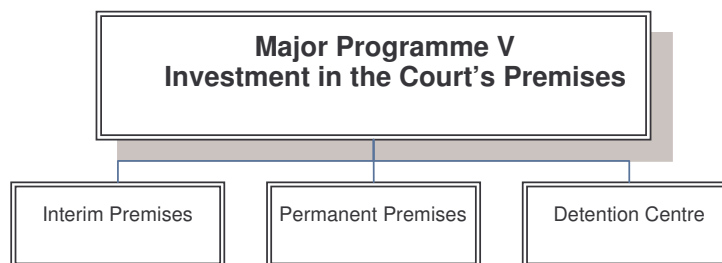 Major Programme V
Investment in the Court's Premises
Interim Premises
Permanent Premises
Detention Centre